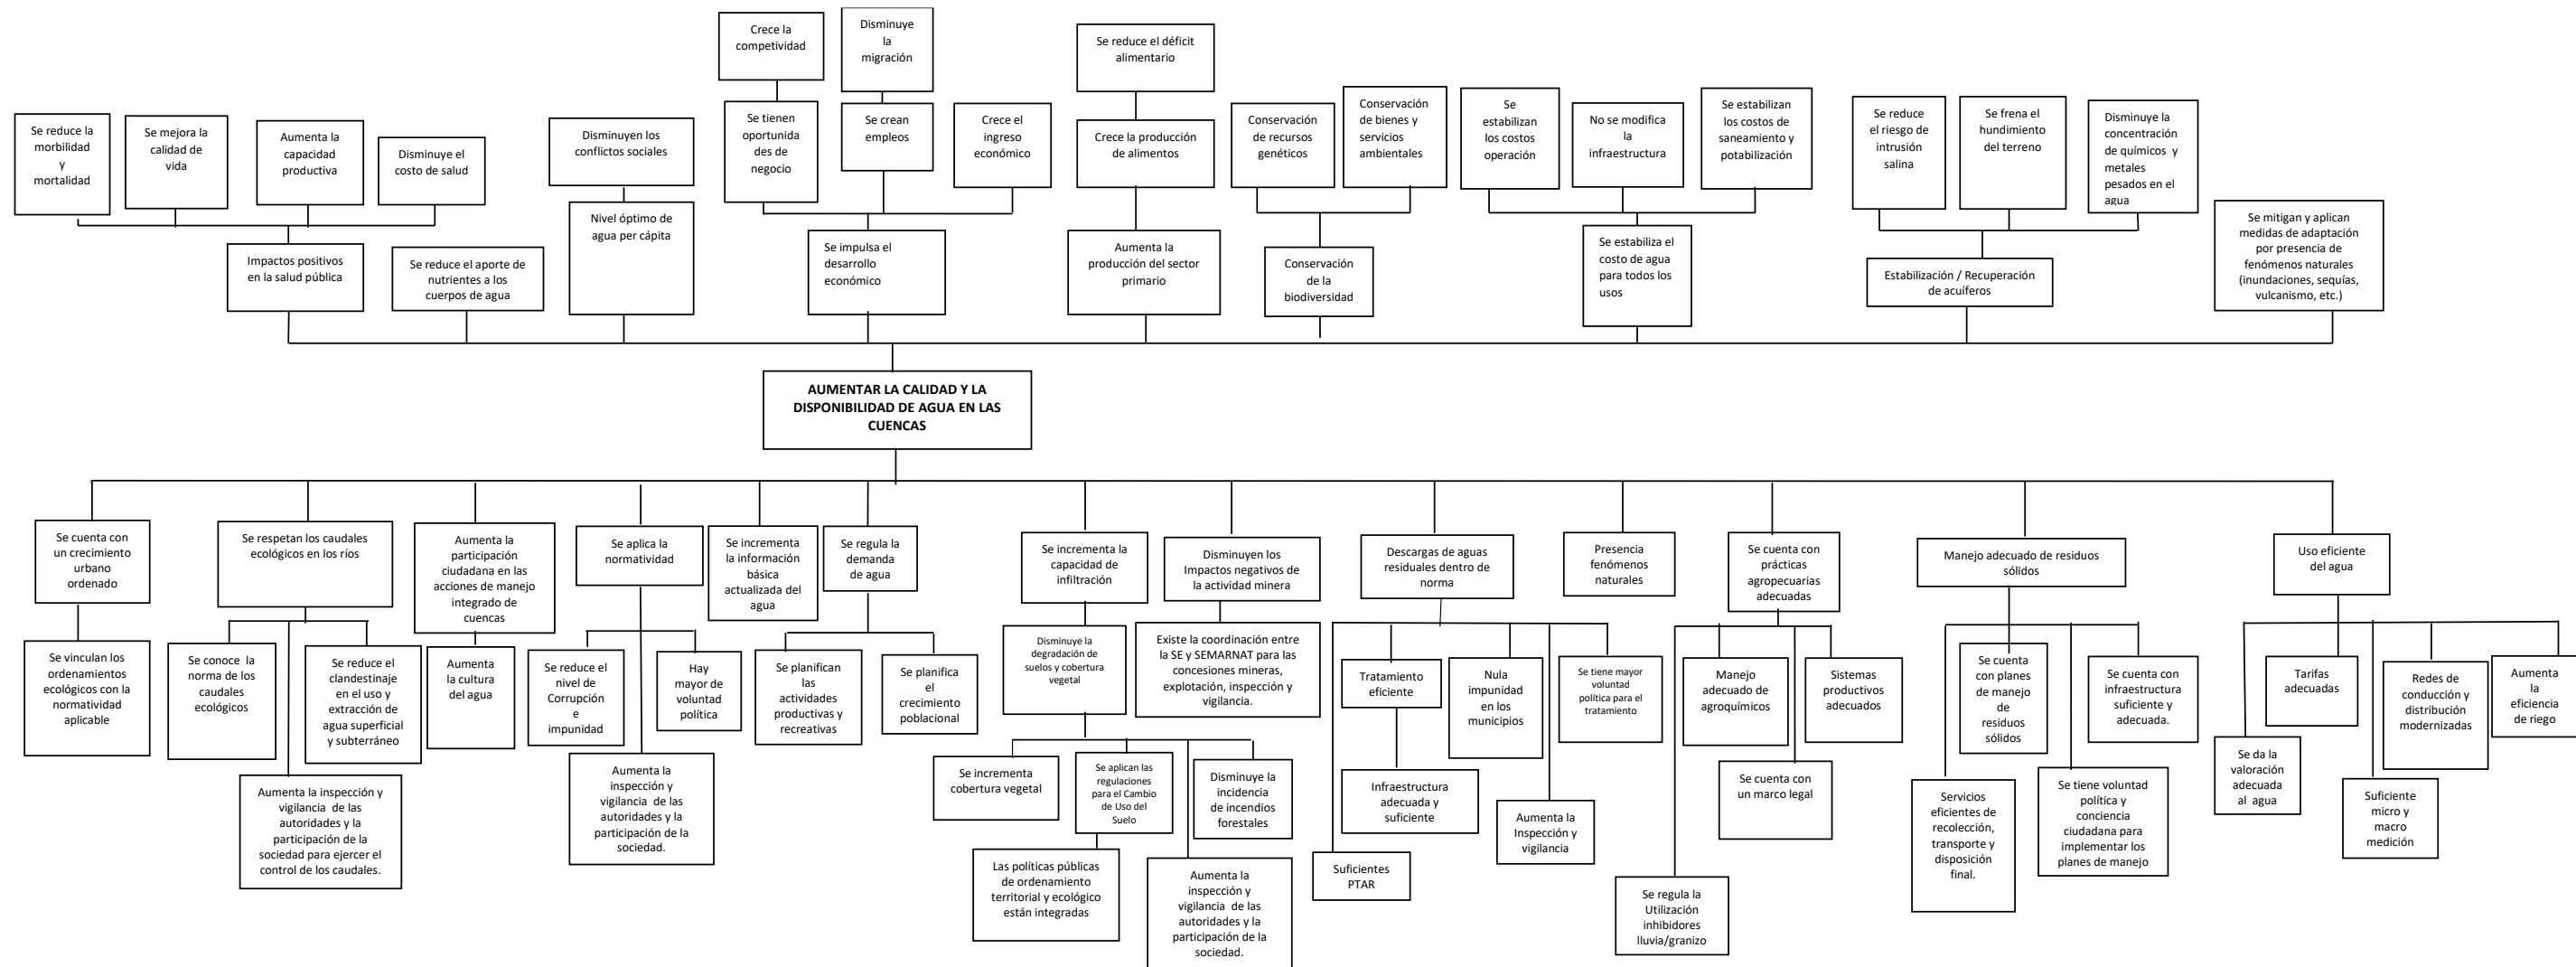 Crece la
competividad
Disminuye
la
migración
Se reduce el déficit
alimentario
Se reduce la
morbilidad
y
mortalidad
Se mejora la
calidad de
vida
Aumenta la
capacidad
productiva
Disminuye el
costo de salud
Disminuyen los
conflictos sociales
Se tienen
oportunida
des de
negocio
Se crean
empleos
Crece el
ingreso
económico
Crece la producción
de alimentos
Conservación
de recursos
genéticos
Conservación
de bienes y
servicios
ambientales
Se
estabilizan
los costos
operación
No se modifica
la
infraestructura
Se estabilizan
los costos de
saneamiento y
potabilización
Se reduce
el riesgo de
intrusión
salina
Se frena el
hundimiento
del terreno
Disminuye la
concentración
de químicos y
metales
pesados en el
agua
Impactos positivos
en la salud pública
Se reduce el aporte de
nutrientes a los
cuerpos de agua
Nivel óptimo de
agua per cápita
Se impulsa el
desarrollo
económico
Aumenta la
producción del sector
primario
Conservación
de la
biodiversidad
Se estabiliza el
costo de agua
para todos los
usos
Estabilización / Recuperación
de acuíferos
Se mitigan y aplican
medidas de adaptación
por presencia de
fenómenos naturales
(inundaciones, sequías,
vulcanismo, etc.)
AUMENTAR LA CALIDAD Y LA
DISPONIBILIDAD DE AGUA EN LAS
CUENCAS
Se cuenta con
un crecimiento
urbano
ordenado
Se respetan los caudales
ecológicos en los ríos
Aumenta la
participación
ciudadana en las
acciones de manejo
integrado de
cuencas
Se aplica la
normatividad
Se incrementa
la información
básica
actualizada del
agua
Se regula la
demanda
de agua
Se incrementa la
capacidad de
infiltración
Disminuyen los
Impactos negativos de
la actividad minera
Descargas de aguas
residuales dentro de
norma
Presencia
fenómenos
naturales
Se cuenta con
prácticas
agropecuarias
adecuadas
Manejo adecuado de residuos
sólidos
Uso eficiente
del agua
Se vinculan los
ordenamientos
ecológicos con la
normatividad
aplicable
Se conoce la
norma de los
caudales
ecológicos
Se reduce el
clandestinaje
en el uso y
extracción de
agua superficial
y subterráneo
Aumenta
la cultura
del agua
Se reduce el
nivel de
Corrupción
e
impunidad
Hay
mayor de
voluntad
política
Se planifican
las
actividades
productivas y
recreativas
Se planifica
el
crecimiento
poblacional
Disminuye la
degradación de
suelos y cobertura
vegetal
Existe la coordinación entre
la SE y SEMARNAT para las
concesiones mineras,
explotación, inspección y
vigilancia.
Tratamiento
eficiente
Nula
impunidad
en los
municipios
Se tiene mayor
voluntad
política para el
tratamiento
Manejo
adecuado de
agroquímicos
Sistemas
productivos
adecuados
Se cuenta
con planes
de manejo
de
residuos
sólidos
Se cuenta con
infraestructura
suficiente y
adecuada.
Tarifas
adecuadas
Redes de
conducción y
distribución
modernizadas
Aumenta
la
eficiencia
de riego
Aumenta la inspección y
vigilancia de las
autoridades y la
participación de la
sociedad para ejercer el
control de los caudales.
Aumenta la
inspección y
vigilancia de las
autoridades y la
participación de la
sociedad.
Se incrementa
cobertura vegetal
Se aplican las
regulaciones
para el Cambio
de Uso del
Suelo
Disminuye la
incidencia
de incendios
forestales
Infraestructura
adecuada y
suficiente
Aumenta la
Inspección y
vigilancia
Se cuenta con
un marco legal
Servicios
eficientes de
recolección,
transporte y
disposición
final.
Se tiene voluntad
política y
conciencia
ciudadana para
implementar los
planes de manejo
Se da la
valoración
adecuada
al agua
Suficiente
micro y
macro
medición
Las políticas públicas
de ordenamiento
territorial y ecológico
están integradas
Aumenta la
inspección y
vigilancia de las
autoridades y la
participación de la
sociedad.
Suficientes
PTAR
Se regula la
Utilización
inhibidores
lluvia/granizo